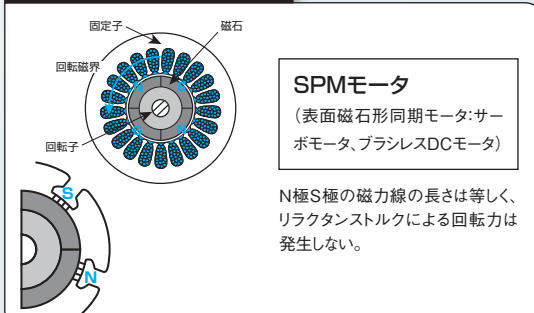 固定子
磁石
回転磁界
N
S
S
N
回転子
SPMモータ
(表面磁石形同期モータ:サー
ボモータ、ブラシレスDCモータ)
N極S極の磁力線の長さは等しく、
リラクタンストルクによる回転力は
発生しない。
S
N